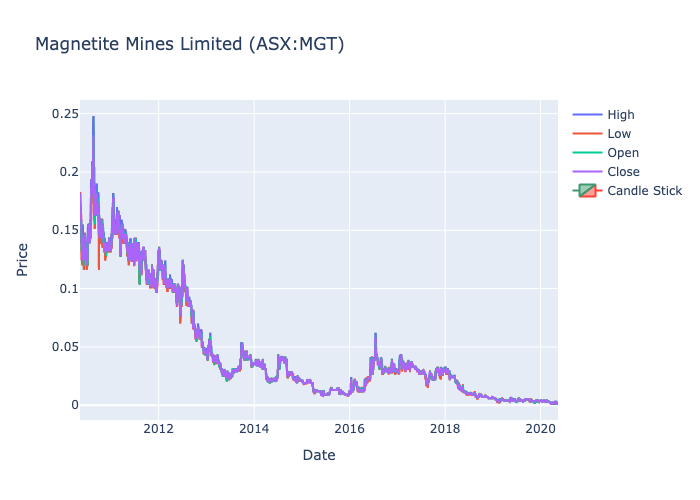 Magnetite Mines Limited (ASX:MGT)
0.25
0.2
0.15
0.1
0.05
0
Price
2012
2014
2016
2018
2020
Date
High
Low
Open
Close
Candle Stick